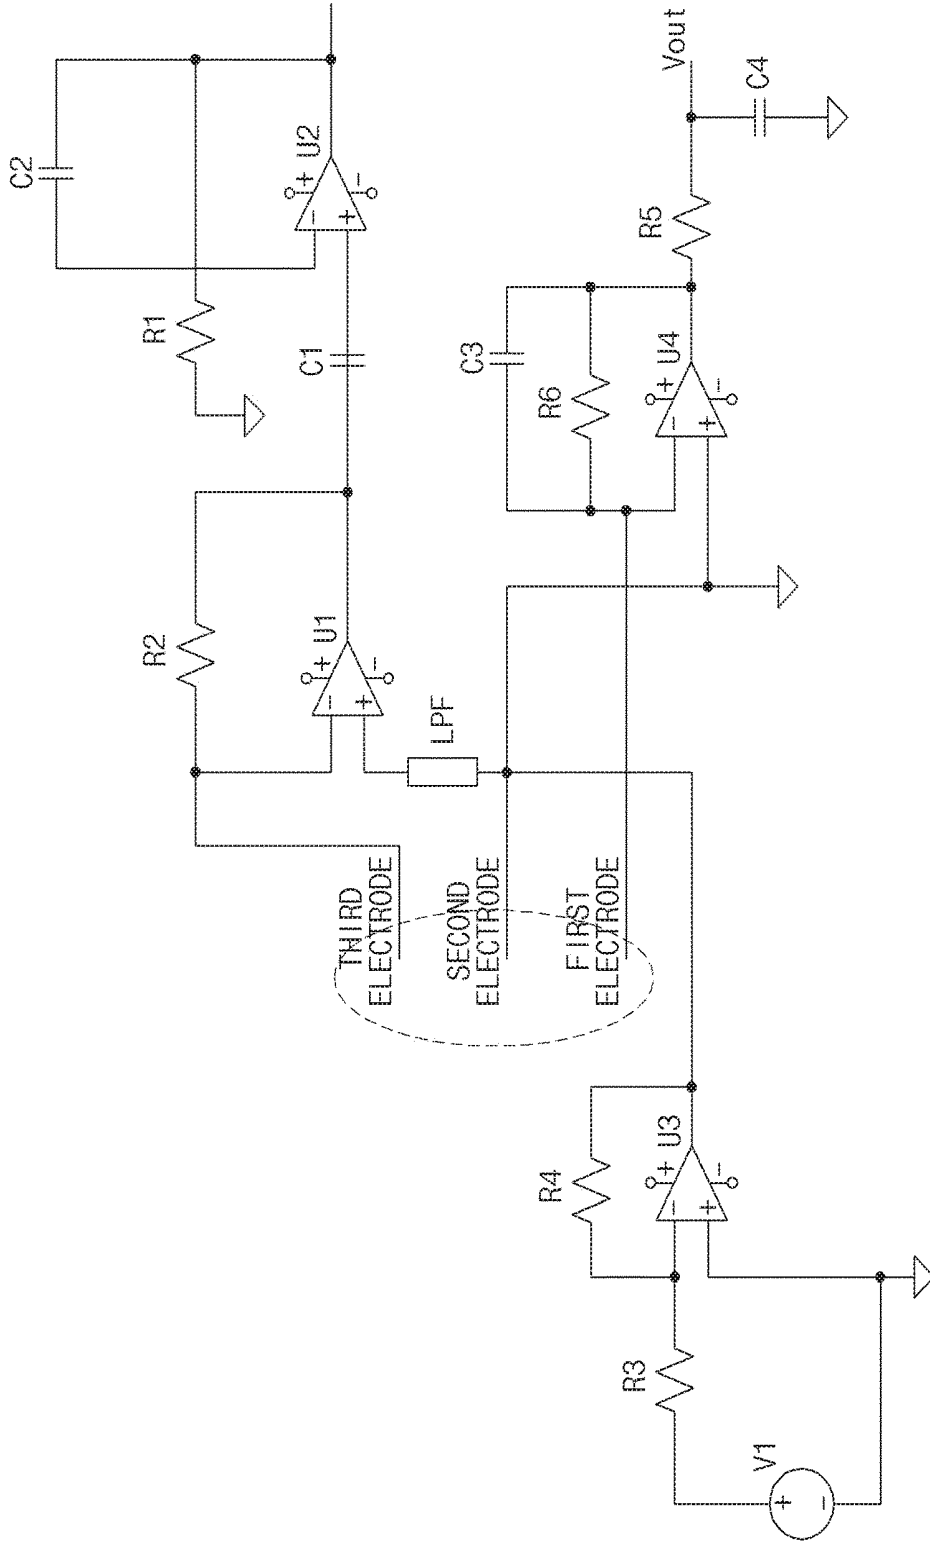 C2
U2
+
−
−
+
R1
C1
R2
U1
+
−
−
+
LPF
THIRD
ELECTRODE
SECOND
ELECTRODE
FIRST
ELECTRODE
Vout
C4
R5
C3
R6
U4
+
−
−
+
R4
U3
+
−
−
+
R3
V1
+
−